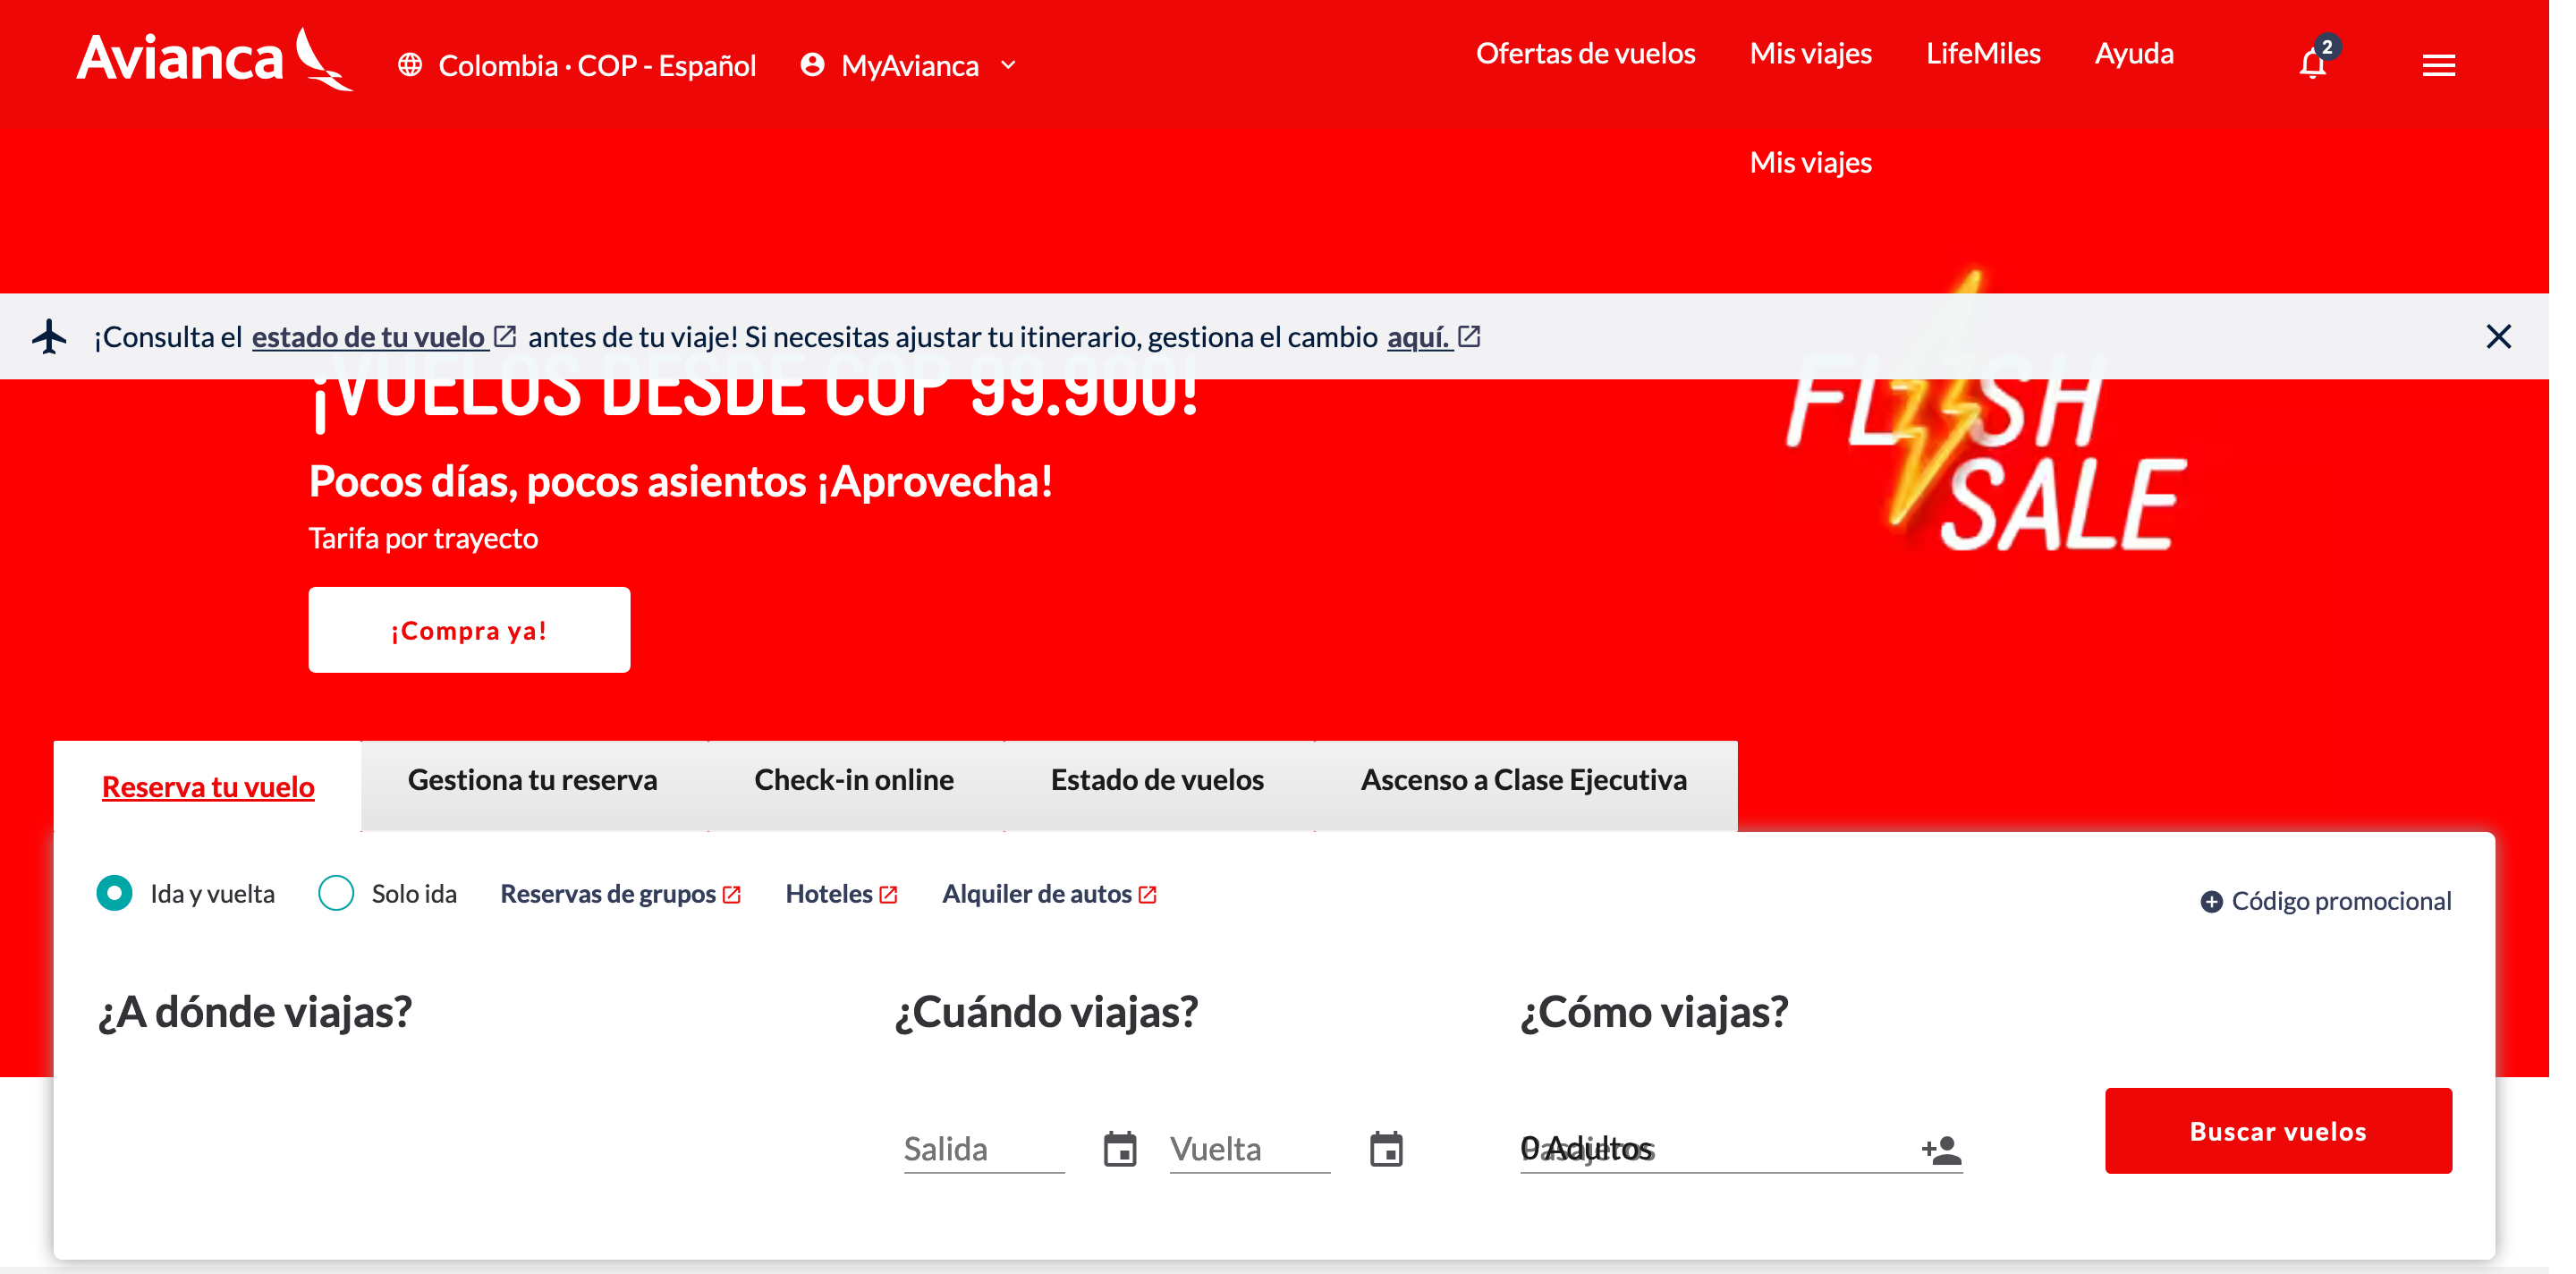 Avianca
Colombia · COP - Español
MyAvianca
Ofertas de vuelos
Mis viajes
LifeMiles
Ayuda
2
Mis viajes
¡Consulta el estado de tu vuelo antes de tu viaje! Si necesitas ajustar tu itinerario, gestiona el cambio aquí.
¡VUELOS DESDE COP 99.900!
Pocos días, pocos asientos ¡Aprovecha!
Tarifa por trayecto
¡Compra ya!
FLASH
SALE
Reserva tu vuelo
Gestiona tu reserva
Check-in online
Estado de vuelos
Ascenso a Clase Ejecutiva
Ida y vuelta
Solo ida
Reservas de grupos
Hoteles
Alquiler de autos
Código promocional
¿A dónde viajas?
¿Cuándo viajas?
¿Cómo viajas?
Salida
Vuelta
0 Adultos
Pasajeros
Buscar vuelos